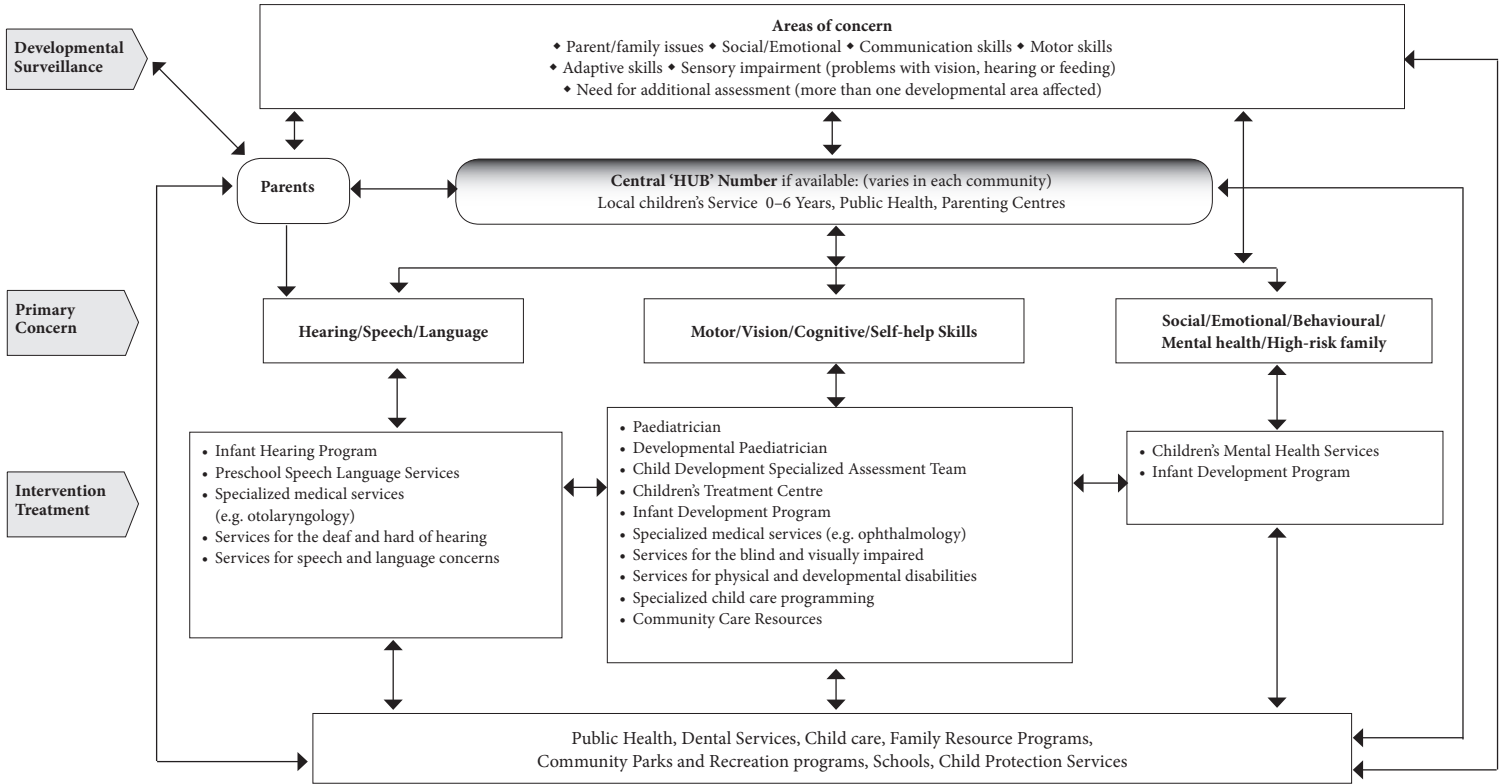 Areas of concern
◆ Parent/family issues ◆ Social/Emotional ◆ Communication skills ◆ Motor skills
◆ Adaptive skills ◆ Sensory impairment (problems with vision, hearing or feeding)
◆ Need for additional assessment (more than one developmental area affected)
Developmental
Surveillance
Parents
Central ‘HUB’ Number if available: (varies in each community)
Local children’s Service 0–6 Years, Public Health, Parenting Centres
Primary
Concern
Hearing/Speech/Language
Motor/Vision/Cognitive/Self-help Skills
Social/Emotional/Behavioural/
Mental health/High-risk family
Intervention
Treatment
• Infant Hearing Program
• Preschool Speech Language Services
• Specialized medical services
(e.g. otolaryngology)
• Services for the deaf and hard of hearing
• Services for speech and language concerns
• Paediatrician
• Developmental Paediatrician
• Child Development Specialized Assessment Team
• Children’s Treatment Centre
• Infant Development Program
• Specialized medical services (e.g. ophthalmology)
• Services for the blind and visually impaired
• Services for physical and developmental disabilities
• Specialized child care programming
• Community Care Resources
• Children’s Mental Health Services
• Infant Development Program
Public Health, Dental Services, Child care, Family Resource Programs,
Community Parks and Recreation programs, Schools, Child Protection Services